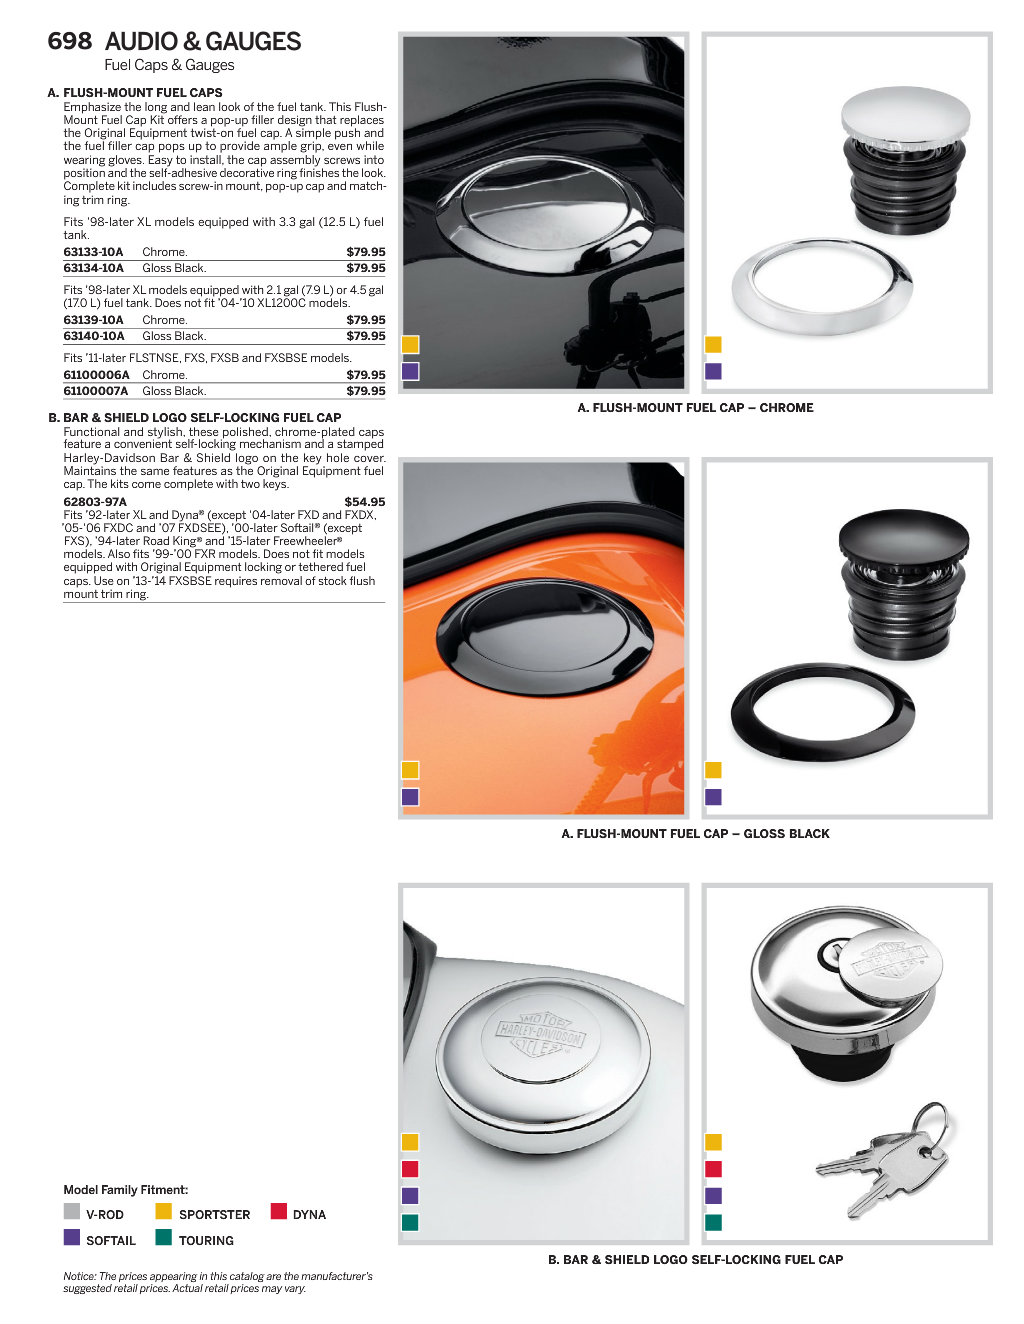 698 AUDIO & GAUGES
Fuel Caps & Gauges
A. FLUSH-MOUNT FUEL CAPS
Emphasize the long and lean look of the fuel tank. This Flush-
Mount Fuel Cap Kit offers a pop-up filler design that replaces
the Original Equipment twist-on fuel cap. A simple push and
the fuel filler cap pops up to provide ample grip, even while
wearing gloves. Easy to install, the cap assembly screws into
position and the self-adhesive decorative ring finishes the look.
Complete kit includes screw-in mount, pop-up cap and match-
ing trim ring.
Fits '98-later XL models equipped with 3.3 gal (12.5 L) fuel
tank.
63133-10A Chrome. $79.95
63134-10A Gloss Black. $79.95
Fits '98-later XL models equipped with 2.1 gal (7.9 L) or 4.5 gal
(17.0 L) fuel tank. Does not fit '04-'10 XL1200C models.
63139-10A Chrome. $79.95
63140-10A Gloss Black. $79.95
Fits '11-later FLSTNSE, FXS, FXSB and FXSBSE models.
61100006A Chrome. $79.95
61100007A Gloss Black. $79.95
B. BAR & SHIELD LOGO SELF-LOCKING FUEL CAP
Functional and stylish, these polished, chrome-plated caps
feature a convenient self-locking mechanism and a stamped
Harley-Davidson Bar & Shield logo on the key hole cover.
Maintains the same features as the Original Equipment fuel
cap. The kits come complete with two keys.
62803-97A $54.95
Fits '92-later XL and Dyna® (except '04-later FXD and FXDX,
'05-'06 FXDC and '07 FXDSEE), '00-later Softail® (except
FXS), '94-later Road King® and '15-later Freewheeler®
models. Also fits '99-'00 FXR models. Does not fit models
equipped with Original Equipment locking or tethered fuel
caps. Use on '13-'14 FXSBSE requires removal of stock flush
mount trim ring.
A. FLUSH-MOUNT FUEL CAP – CHROME
A. FLUSH-MOUNT FUEL CAP – GLOSS BLACK
MOTOR
HARLEY-DAVIDSON
CYCLES
MOTOR
HARLEY-DAVIDSON
CYCLES
B. BAR & SHIELD LOGO SELF-LOCKING FUEL CAP
Model Family Fitment:
V-ROD SPORTSTER DYNA
SOFTAIL TOURING
Notice: The prices appearing in this catalog are the manufacturer's
suggested retail prices. Actual retail prices may vary.